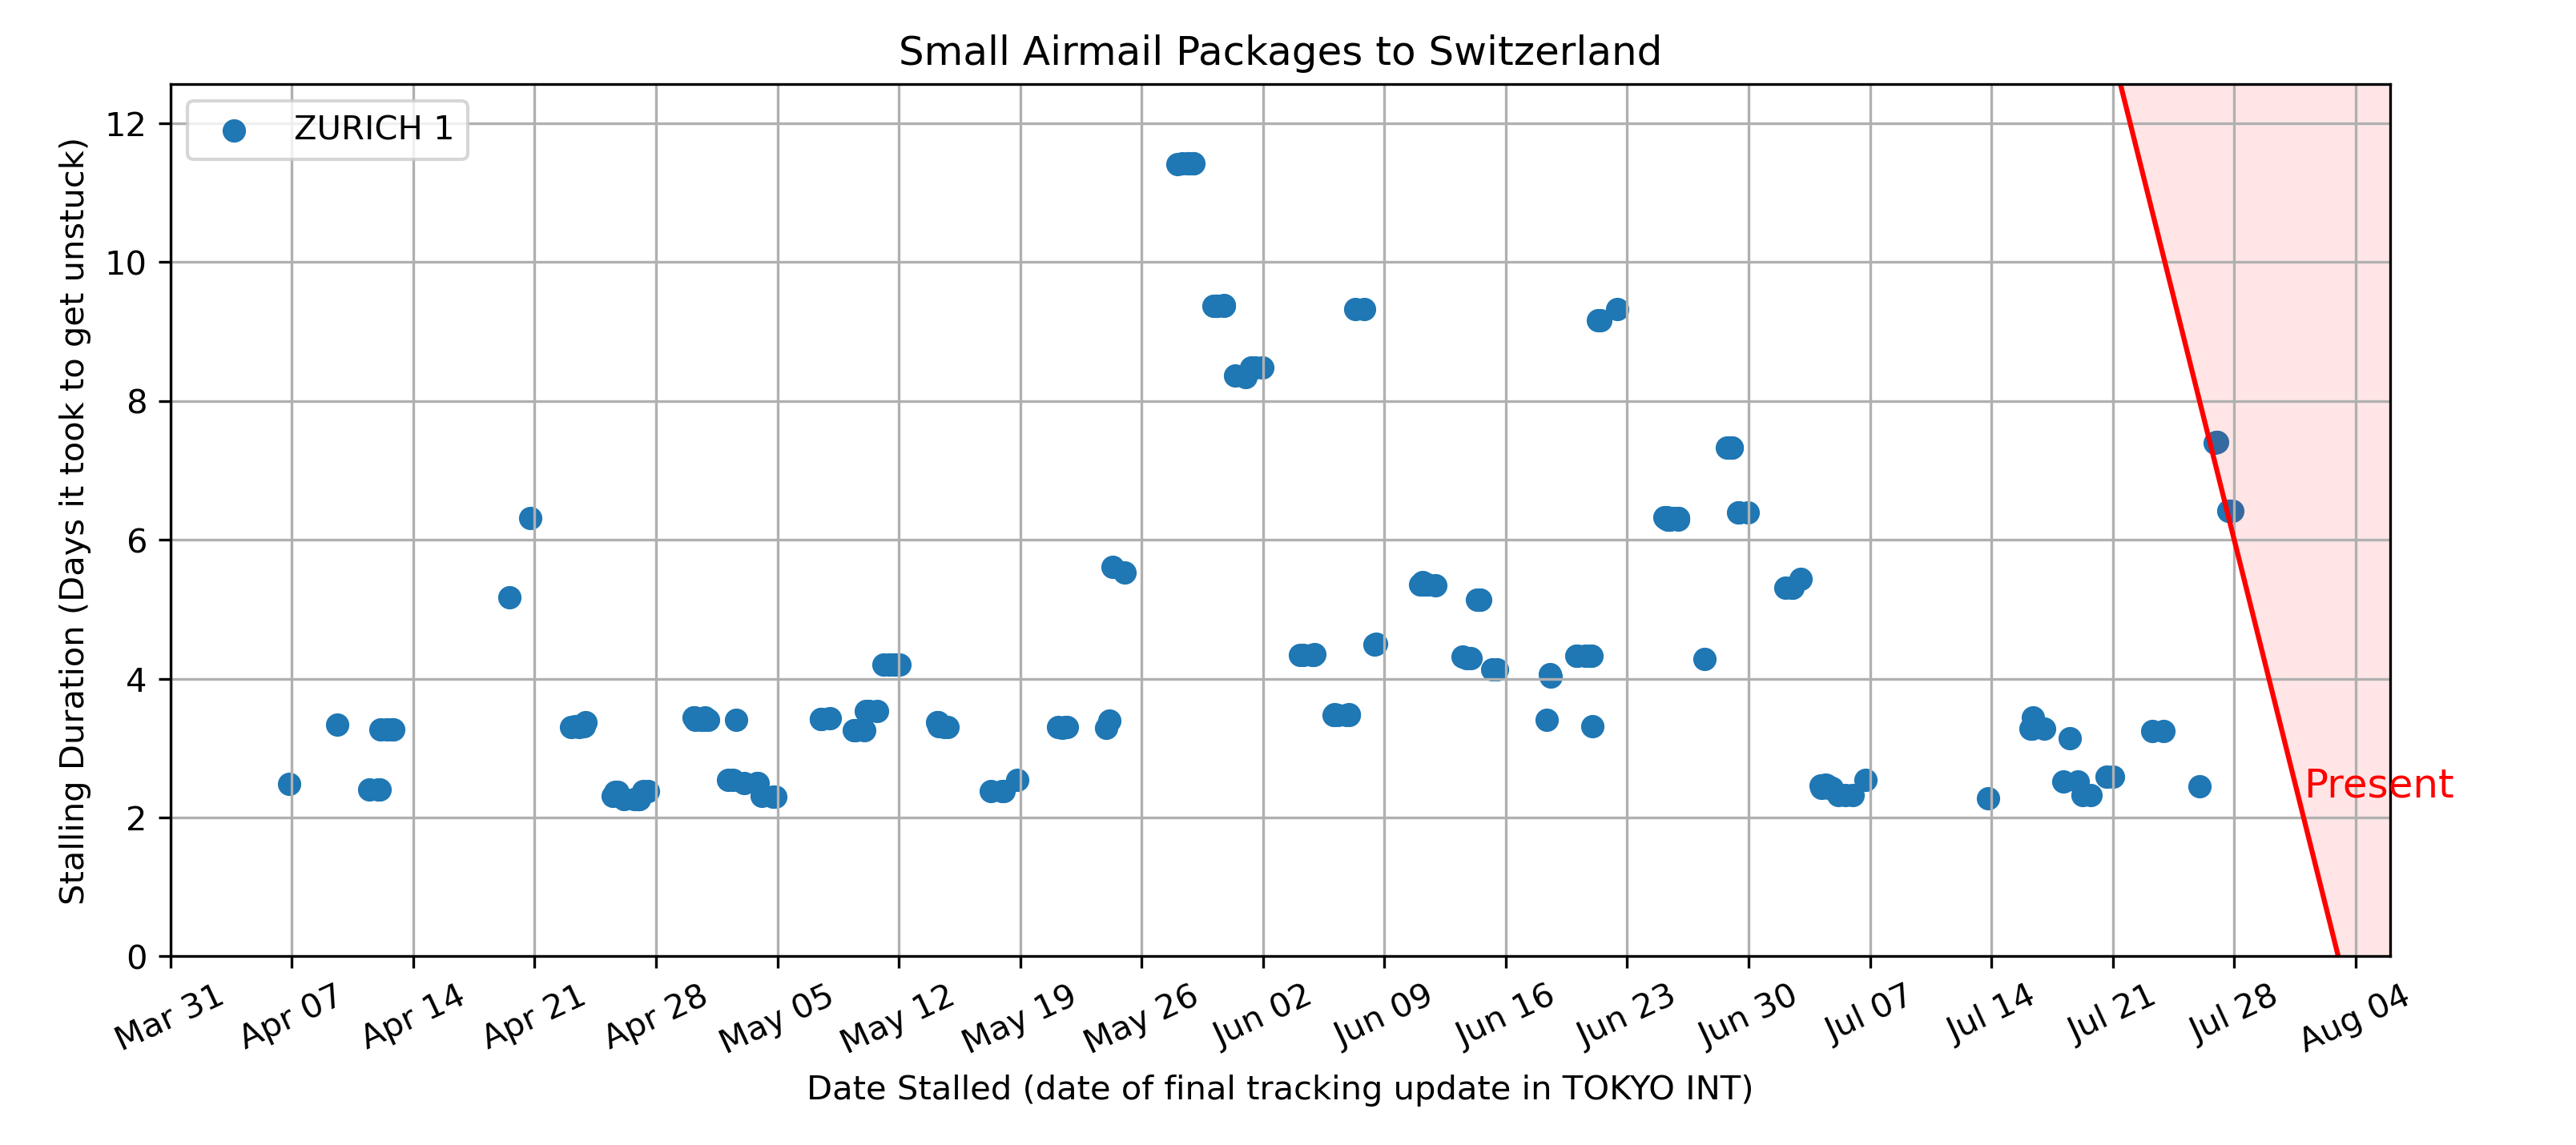 Small Airmail Packages to Switzerland
ZURICH 1
Stalling Duration (Days it took to get unstuck)
12
10
8
6
4
2
0
Present
Mar 31
Apr 07
Apr 14
Apr 21
Apr 28
May 05
May 12
May 19
May 26
Jun 02
Jun 09
Jun 16
Jun 23
Jun 30
Jul 07
Jul 14
Jul 21
Jul 28
Aug 04
Date Stalled (date of final tracking update in TOKYO INT)